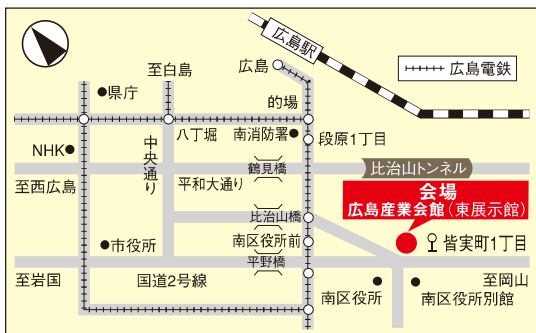 広島駅
至白島
広島
広島電鉄
県庁
的場
八丁堀
南消防署
段原1丁目
NHK
中央通り
鶴見橋
比治山トンネル
至西広島
平和大通り
会場
広島産業会館(東展示館)
比治山橋
市役所
南区役所前
皆実町1丁目
平野橋
至岩国
国道2号線
至岡山
南区役所
南区役所別館